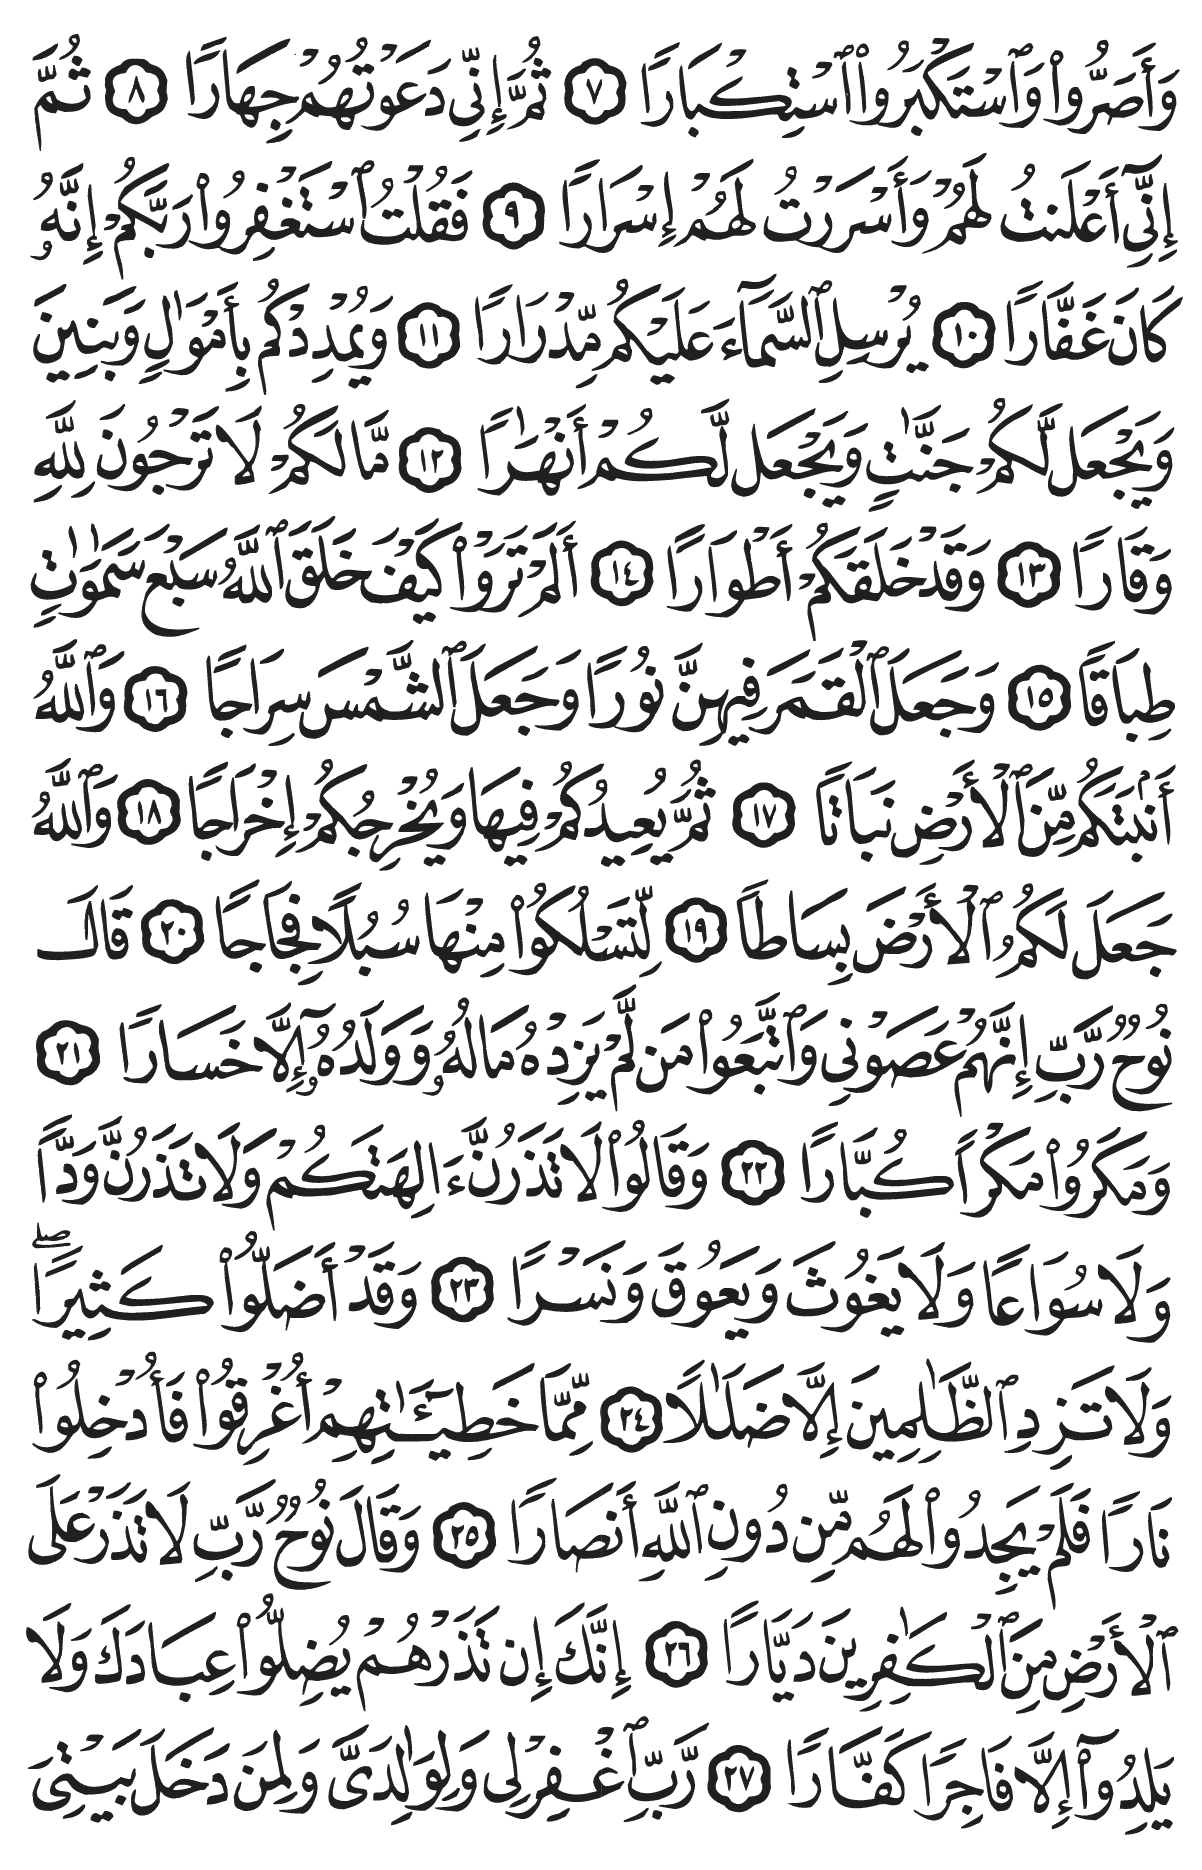 وَأَصَرُّوا۟ وَٱسْتَكْبَرُوا۟ ٱسْتِكْبَارًا ٧ ثُمَّ إِنِّى دَعَوْتُهُمْ جِهَارًا ٨ ثُمَّ
إِنِّىٓ أَعْلَنتُ لَهُمْ وَأَسْرَرْتُ لَهُمْ إِسْرَارًا ٩ فَقُلْتُ ٱسْتَغْفِرُوا۟ رَبَّكُمْ إِنَّهُۥ
كَانَ غَفَّارًا ١٠ يُرْسِلِ ٱلسَّمَآءَ عَلَيْكُم مِّدْرَارًا ١١ وَيُمْدِدْكُم بِأَمْوَٰلٍ وَبَنِينَ
وَيَجْعَل لَّكُمْ جَنَّٰتٍ وَيَجْعَل لَّكُمْ أَنْهَٰرًا ١٢ مَّا لَكُمْ لَا تَرْجُونَ لِلَّهِ
وَقَارًا ١٣ وَقَدْ خَلَقَكُمْ أَطْوَارًا ١٤ أَلَمْ تَرَوْا۟ كَيْفَ خَلَقَ ٱللَّهُ سَبْعَ سَمَٰوَٰتٍ
طِبَاقًا ١٥ وَجَعَلَ ٱلْقَمَرَ فِيهِنَّ نُورًا وَجَعَلَ ٱلشَّمْسَ سِرَاجًا ١٦ وَٱللَّهُ
أَنۢبَتَكُم مِّنَ ٱلْأَرْضِ نَبَاتًا ١٧ ثُمَّ يُعِيدُكُمْ فِيهَا وَيُخْرِجُكُمْ إِخْرَاجًا ١٨ وَٱللَّهُ
جَعَلَ لَكُمُ ٱلْأَرْضَ بِسَاطًا ١٩ لِّتَسْلُكُوا۟ مِنْهَا سُبُلًا فِجَاجًا ٢٠ قَالَ
نُوحٌ رَّبِّ إِنَّهُمْ عَصَوْنِى وَٱتَّبَعُوا۟ مَن لَّمْ يَزِدْهُ مَالُهُۥ وَوَلَدُهُۥٓ إِلَّا خَسَارًا ٢١
وَمَكَرُوا۟ مَكْرًا كُبَّارًا ٢٢ وَقَالُوا۟ لَا تَذَرُنَّ ءَالِهَتَكُمْ وَلَا تَذَرُنَّ وَدًّا
وَلَا سُوَاعًا وَلَا يَغُوثَ وَيَعُوقَ وَنَسْرًا ٢٣ وَقَدْ أَضَلُّوا۟ كَثِيرًا ۖ
وَلَا تَزِدِ ٱلظَّٰلِمِينَ إِلَّا ضَلَٰلًا ٢٤ مِّمَّا خَطِيٓـَٰٔتِهِمْ أُغْرِقُوا۟ فَأُدْخِلُوا۟
نَارًا فَلَمْ يَجِدُوا۟ لَهُم مِّن دُونِ ٱللَّهِ أَنصَارًا ٢٥ وَقَالَ نُوحٌ رَّبِّ لَا تَذَرْ عَلَى
ٱلْأَرْضِ مِنَ ٱلْكَٰفِرِينَ دَيَّارًا ٢٦ إِنَّكَ إِن تَذَرْهُمْ يُضِلُّوا۟ عِبَادَكَ وَلَا
يَلِدُوٓا۟ إِلَّا فَاجِرًا كَفَّارًا ٢٧ رَّبِّ ٱغْفِرْ لِى وَلِوَٰلِدَىَّ وَلِمَن دَخَلَ بَيْتِىَ